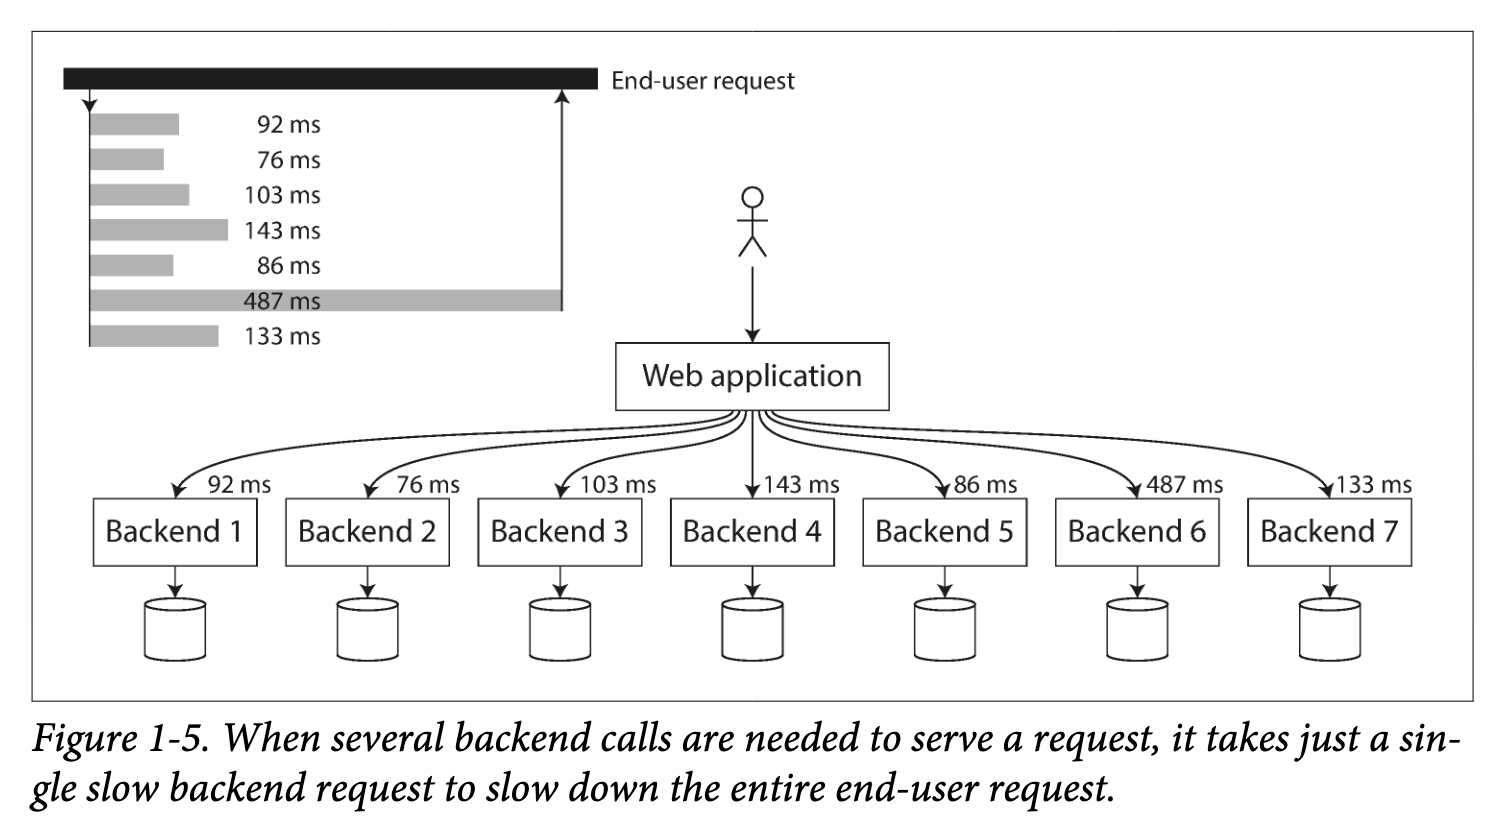 End-user request
92 ms
76 ms
103 ms
143 ms
86 ms
487 ms
133 ms
Web application
92 ms
76 ms
103 ms
143 ms
86 ms
487 ms
133 ms
Backend 1
Backend 2
Backend 3
Backend 4
Backend 5
Backend 6
Backend 7
Figure 1-5. When several backend calls are needed to serve a request, it takes just a sin-
gle slow backend request to slow down the entire end-user request.